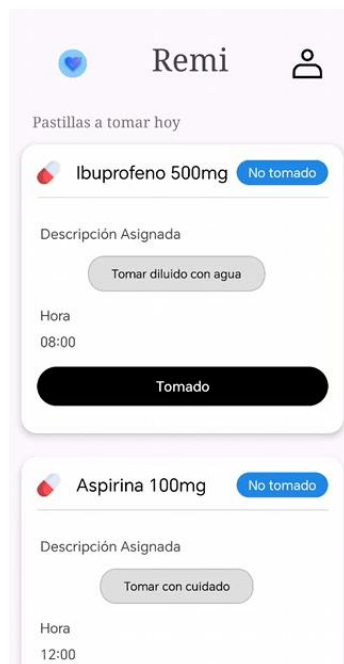 Remi
Pastillas a tomar hoy
Ibuprofeno 500mg No tomado
Descripción Asignada
Tomar diluido con agua
Hora
08:00
Tomado
Aspirina 100mg No tomado
Descripción Asignada
Tomar con cuidado
Hora
12:00